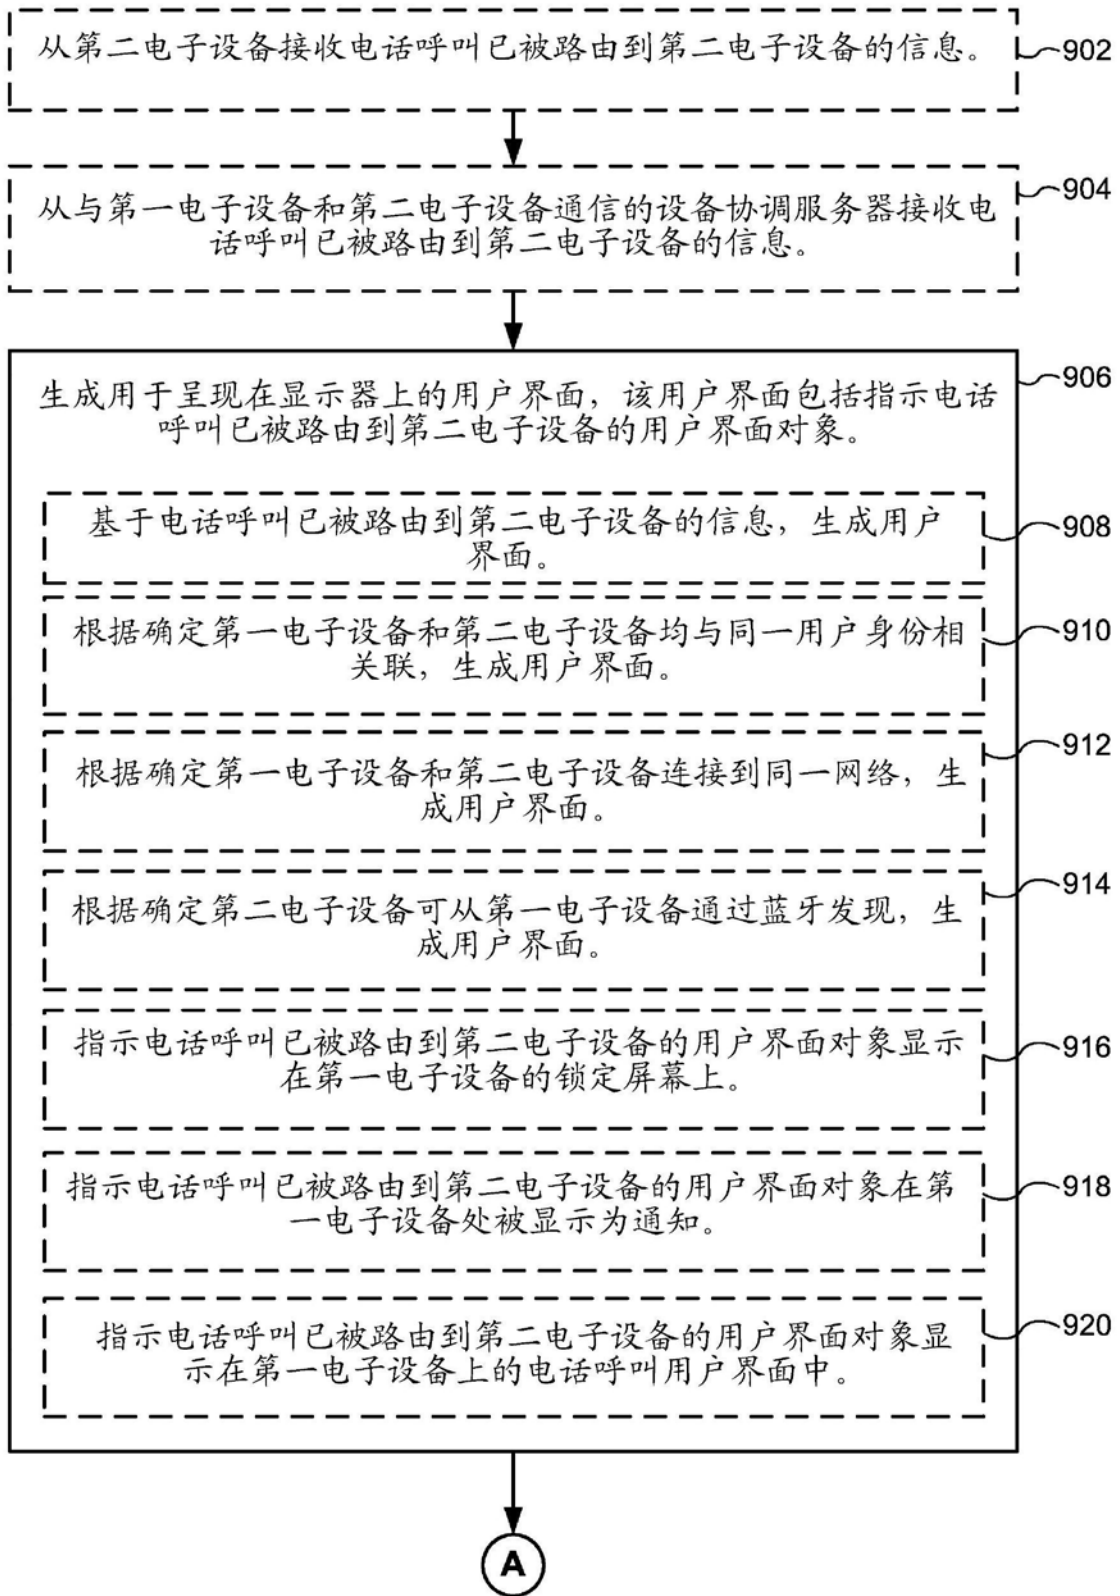 从第二电子设备接收电话呼叫已被路由到第二电子设备的信息。
902
从与第一电子设备和第二电子设备通信的设备协调服务器接收电
话呼叫已被路由到第二电子设备的信息。
904
生成用于呈现在显示器上的用户界面，该用户界面包括指示电话
呼叫已被路由到第二电子设备的用户界面对象。
906
基于电话呼叫已被路由到第二电子设备的信息，生成用户
界面。
908
根据确定第一电子设备和第二电子设备均与同一用户身份相
关联，生成用户界面。
910
根据确定第一电子设备和第二电子设备连接到同一网络，生
成用户界面。
912
根据确定第二电子设备可从第一电子设备通过蓝牙发现，生
成用户界面。
914
指示电话呼叫已被路由到第二电子设备的用户界面对象显示
在第一电子设备的锁定屏幕上。
916
指示电话呼叫已被路由到第二电子设备的用户界面对象在第
一电子设备处被显示为通知。
918
指示电话呼叫已被路由到第二电子设备的用户界面对象显
示在第一电子设备上的电话呼叫用户界面中。
920
A